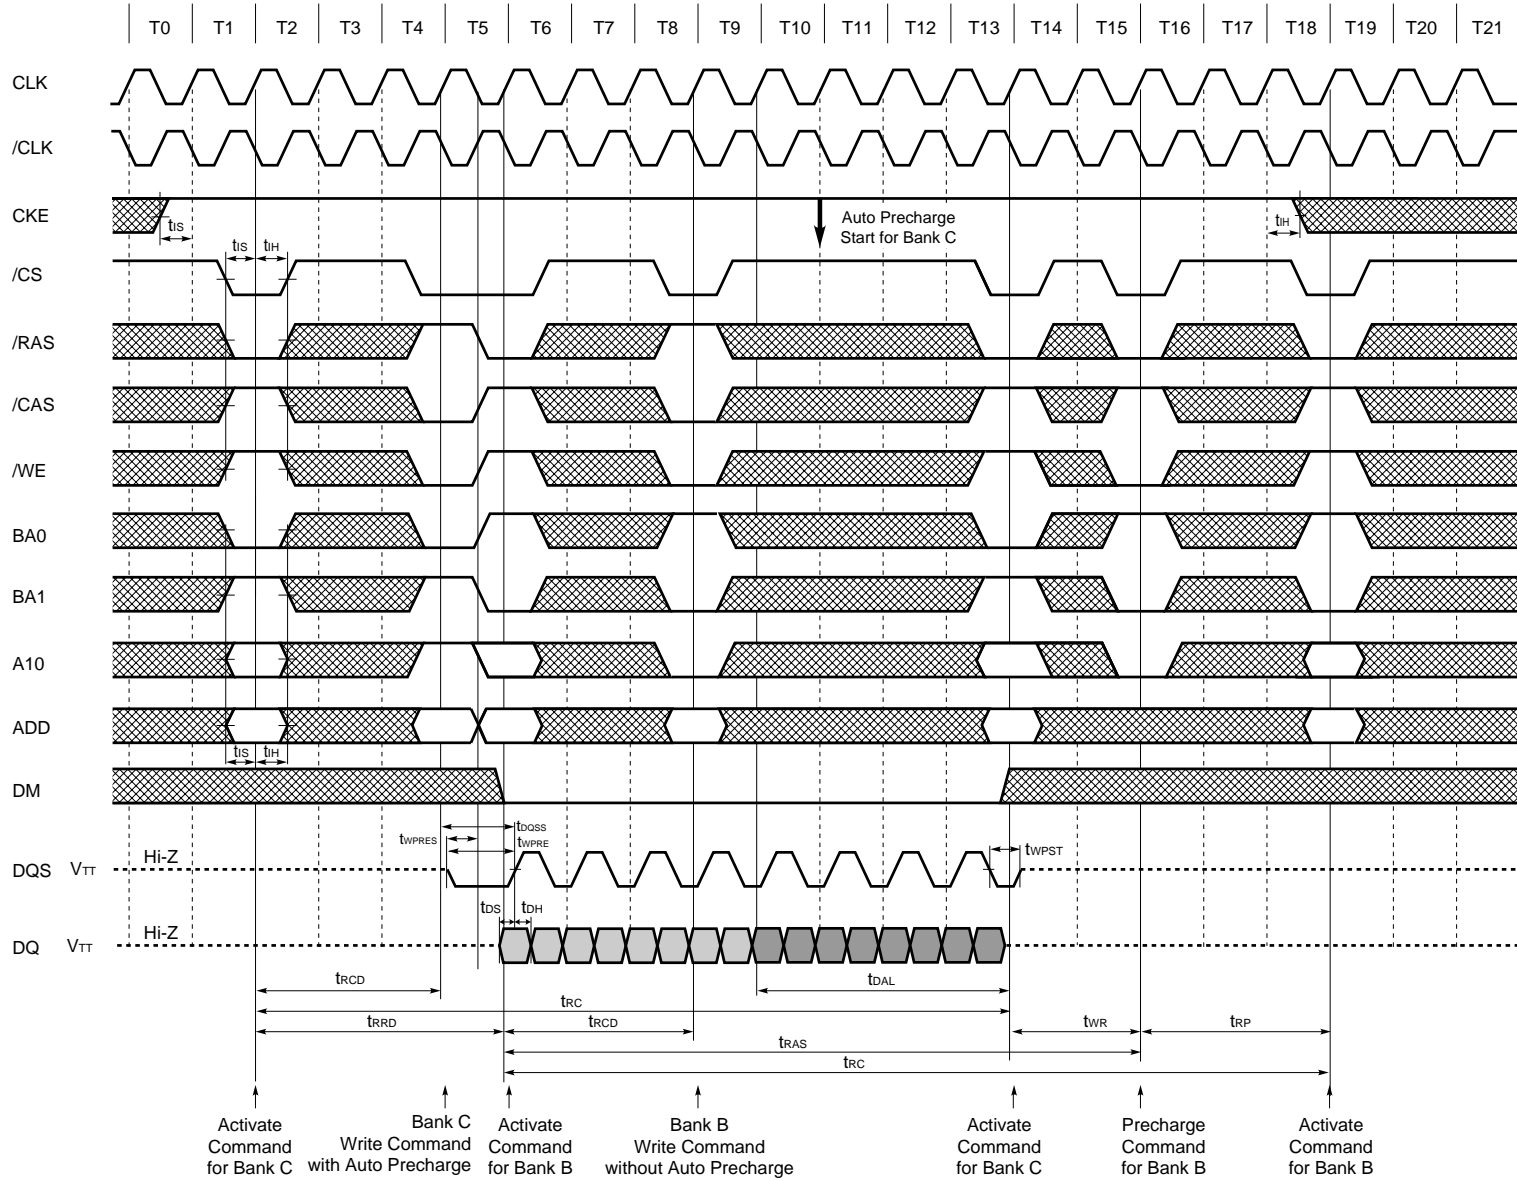 T0 T1 T2 T3 T4 T5 T6 T7 T8 T9 T10 T11 T12 T13 T14 T15 T16 T17 T18 T19 T20 T21
CLK
/CLK
CKE
tIS
Auto Precharge
Start for Bank C
tIH
tIS tIH
/CS
/RAS
/CAS
/WE
BA0
BA1
A10
ADD
tIS tIH
DM
tDQSS
tWPRES
tWPRE
tWPST
Hi-Z
DQS VTT
tDS tDH
Hi-Z
DQ VTT
tRCD
tDAL
tRC
tRRD
tRCD
tWR
tRP
tRAS
tRC
Activate
Command
for Bank C
Bank C
Write Command
with Auto Precharge
Activate
Command
for Bank B
Bank B
Write Command
without Auto Precharge
Activate
Command
for Bank C
Precharge
Command
for Bank B
Activate
Command
for Bank B